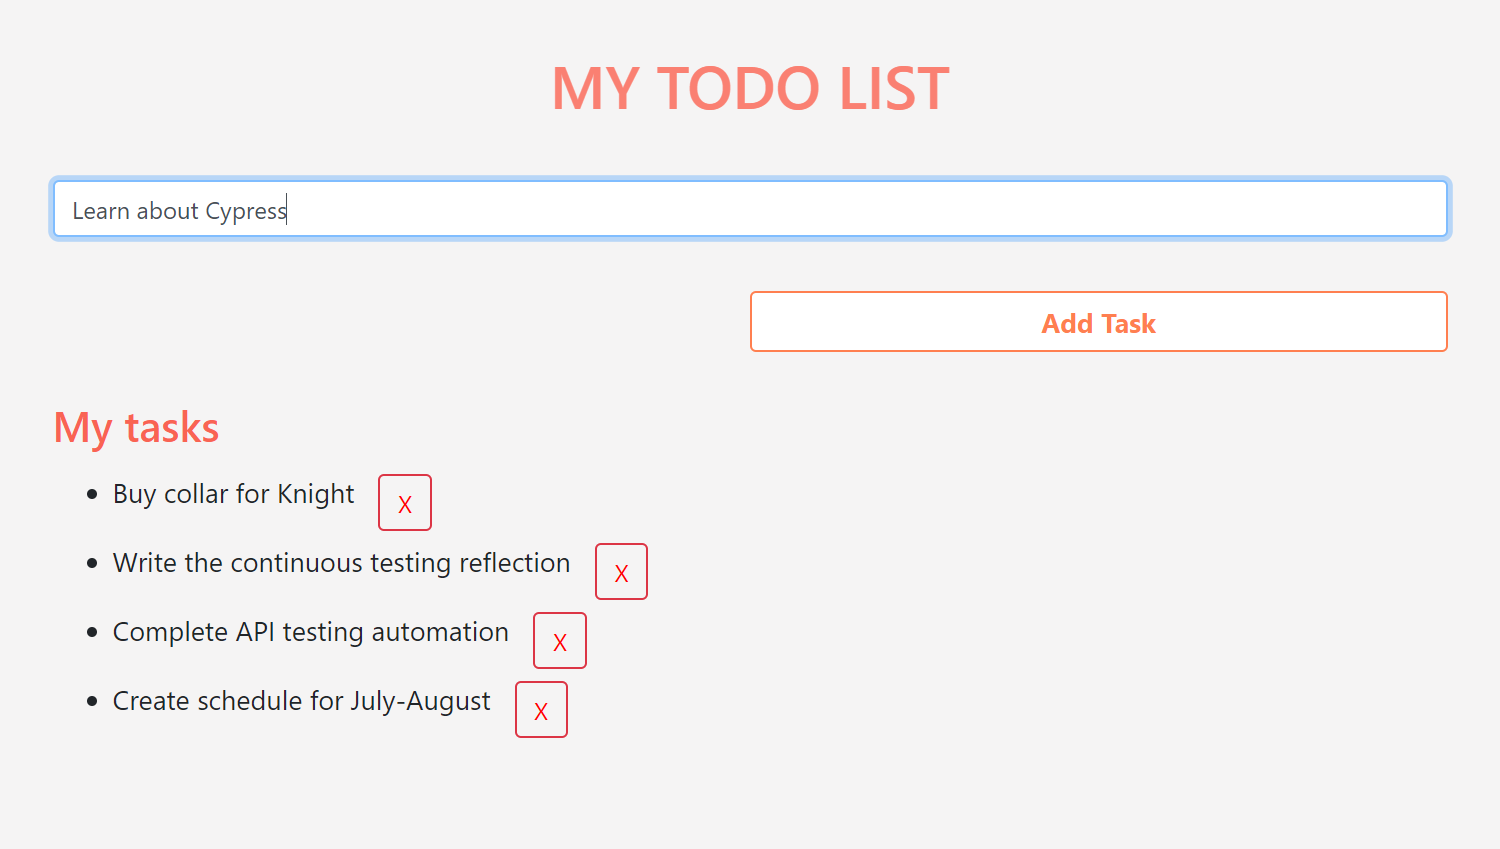 MY TODO LIST
Learn about Cypress
Add Task
My tasks
Buy collar for Knight X
Write the continuous testing reflection X
Complete API testing automation X
Create schedule for July-August X